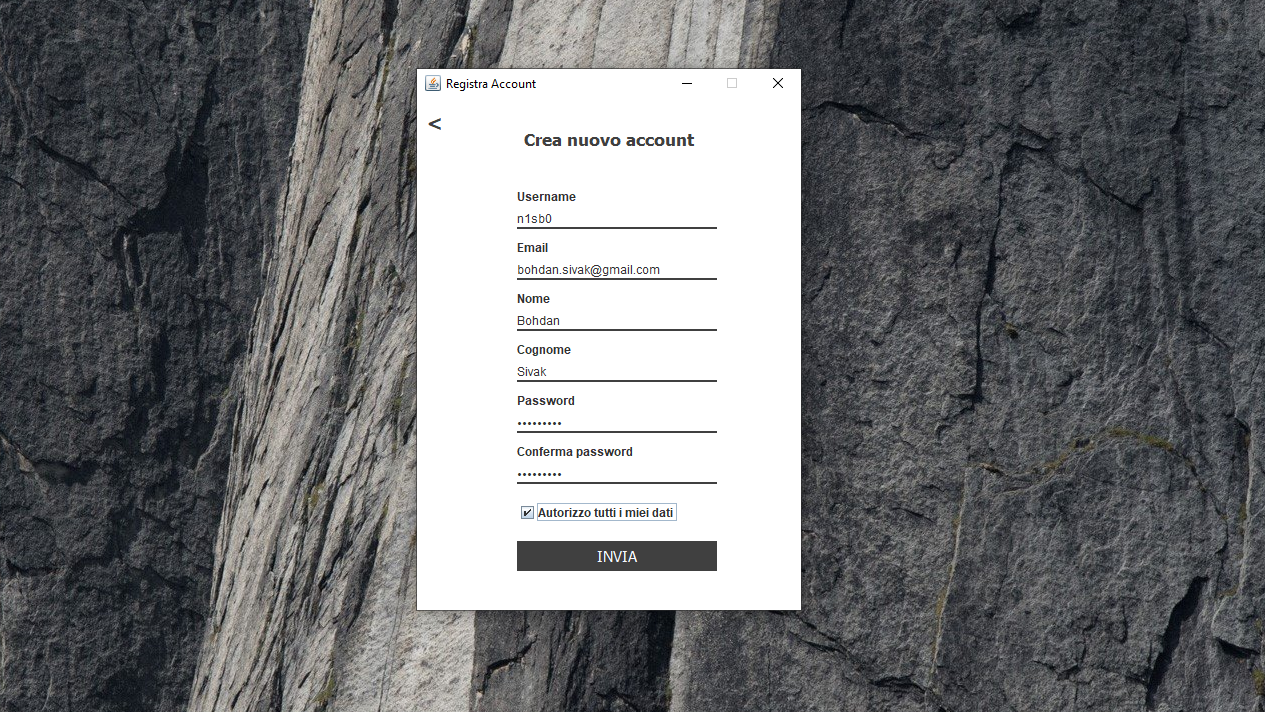 Registra Account
<
Crea nuovo account
Username
n1sb0
Email
bohdan.sivak@gmail.com
Nome
Bohdan
Cognome
Sivak
Password
•••••••••
Conferma password
•••••••••
Autorizzo tutti i miei dati
INVIA